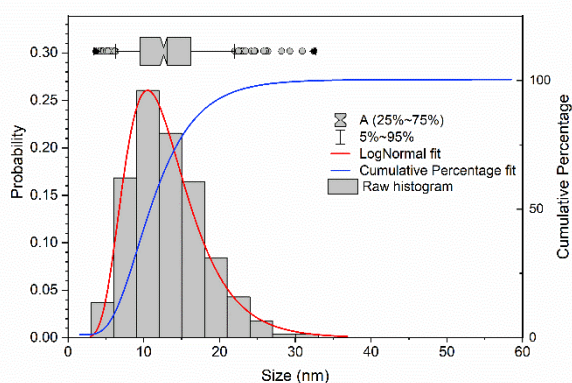 0.30
0.25
0.20
0.15
0.10
0.05
0.00
Probability
100
50
0
Cumulative Percentage
A (25%~75%)
5%~95%
LogNormal fit
Cumulative Percentage fit
Raw histogram
0 10 20 30 40 50 60
Size (nm)